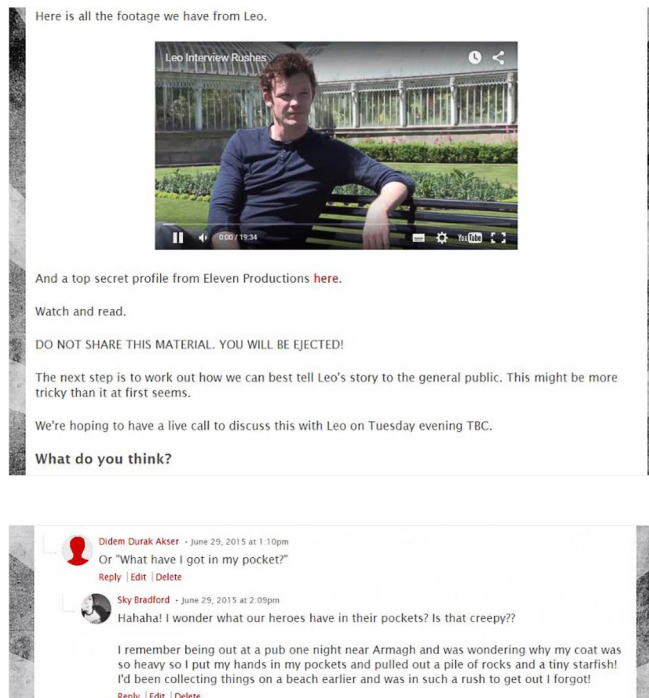 Here is all the footage we have from Leo.
Leo Interview Rushes
0:00 / 19:34
YouTube
And a top secret profile from Eleven Productions here.
Watch and read.
DO NOT SHARE THIS MATERIAL. YOU WILL BE EJECTED!
The next step is to work out how we can best tell Leo's story to the general public. This might be more
tricky than it at first seems.
We're hoping to have a live call to discuss this with Leo on Tuesday evening TBC.
What do you think?
Didem Durak Akser · June 29, 2015 at 1:10pm
Or "What have I got in my pocket?"
Reply | Edit | Delete
Sky Bradford · June 29, 2015 at 2:09pm
Hahaha! I wonder what our heroes have in their pockets? Is that creepy??
I remember being out at a pub one night near Armagh and was wondering why my coat was
so heavy so I put my hands in my pockets and pulled out a pile of rocks and a tiny starfish!
I'd been collecting things on a beach earlier and was in such a rush to get out I forgot!
Reply | Edit | Delete